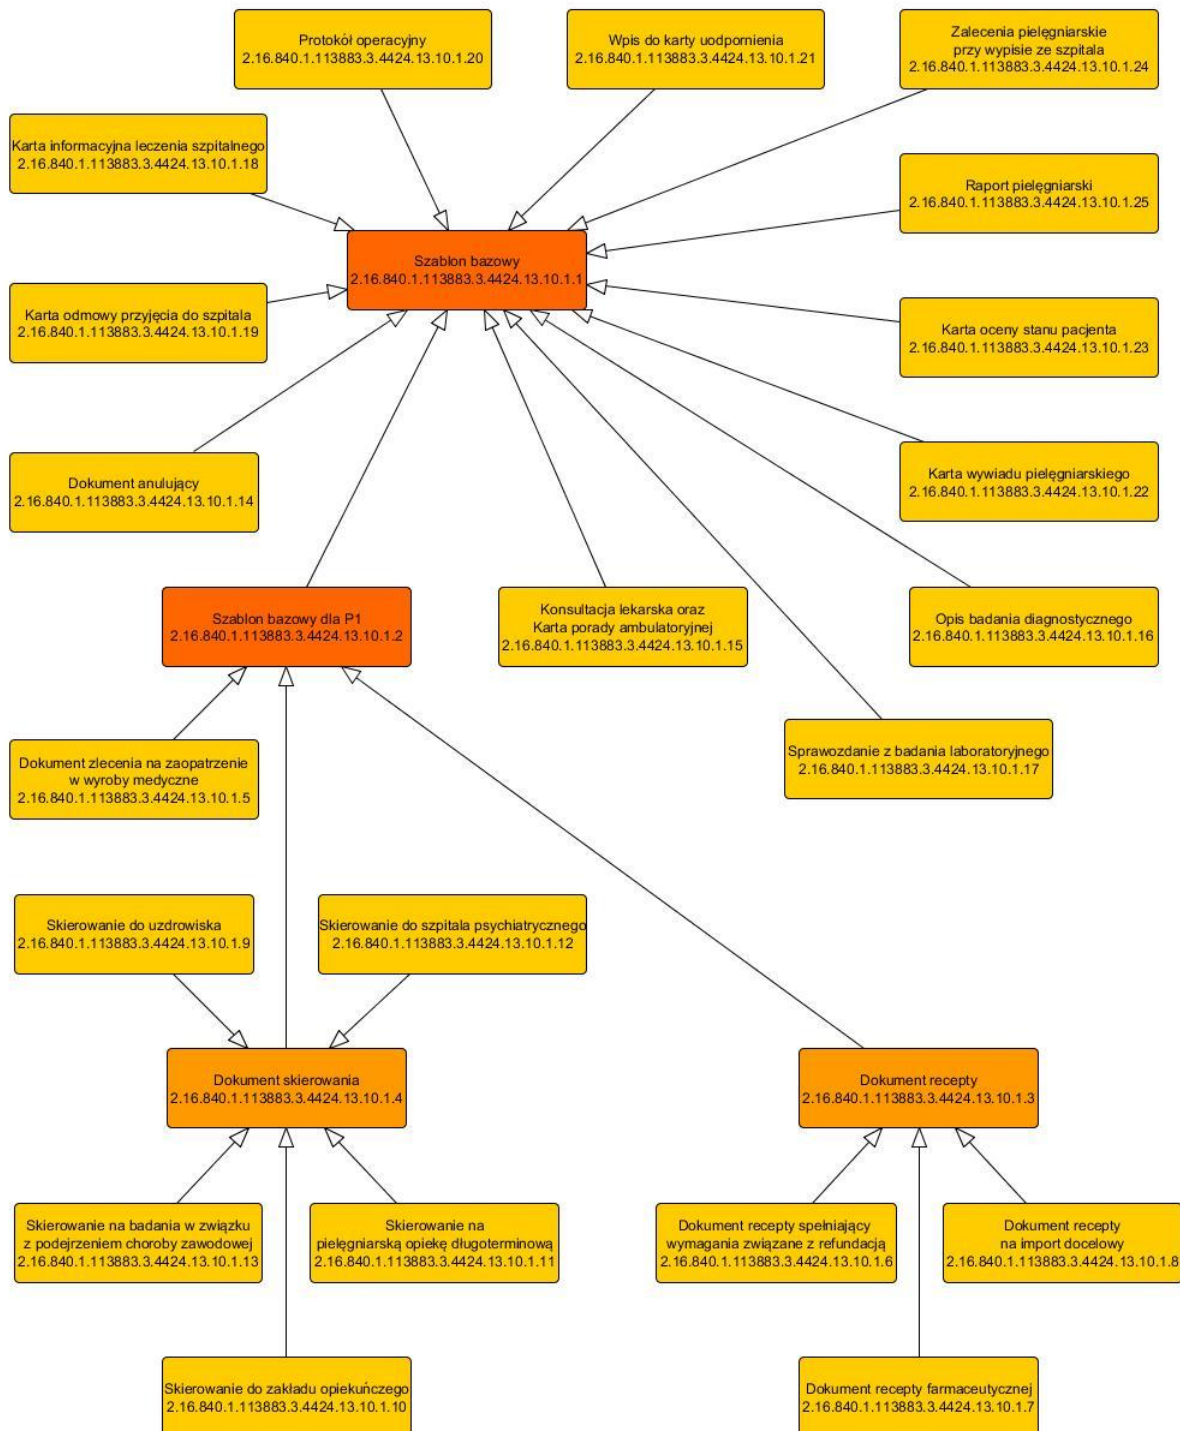 Protokół operacyjny
2.16.840.1.113883.3.4424.13.10.1.20
Wpis do karty uodpornienia
2.16.840.1.113883.3.4424.13.10.1.21
Zalecenia pielęgniarskie
przy wypisie ze szpitala
2.16.840.1.113883.3.4424.13.10.1.24
Karta informacyjna leczenia szpitalnego
2.16.840.1.113883.3.4424.13.10.1.18
Raport pielęgniarski
2.16.840.1.113883.3.4424.13.10.1.25
Szablon bazowy
2.16.840.1.113883.3.4424.13.10.1.1
Karta odmowy przyjęcia do szpitala
2.16.840.1.113883.3.4424.13.10.1.19
Karta oceny stanu pacjenta
2.16.840.1.113883.3.4424.13.10.1.23
Dokument anulujący
2.16.840.1.113883.3.4424.13.10.1.14
Karta wywiadu pielęgniarskiego
2.16.840.1.113883.3.4424.13.10.1.22
Szablon bazowy dla P1
2.16.840.1.113883.3.4424.13.10.1.2
Konsultacja lekarska oraz
Karta porady ambulatoryjnej
2.16.840.1.113883.3.4424.13.10.1.15
Opis badania diagnostycznego
2.16.840.1.113883.3.4424.13.10.1.16
Dokument zlecenia na zaopatrzenie
w wyroby medyczne
2.16.840.1.113883.3.4424.13.10.1.5
Sprawozdanie z badania laboratoryjnego
2.16.840.1.113883.3.4424.13.10.1.17
Skierowanie do uzdrowiska
2.16.840.1.113883.3.4424.13.10.1.9
Skierowanie do szpitala psychiatrycznego
2.16.840.1.113883.3.4424.13.10.1.12
Dokument skierowania
2.16.840.1.113883.3.4424.13.10.1.4
Dokument recepty
2.16.840.1.113883.3.4424.13.10.1.3
Skierowanie na badania w związku
z podejrzeniem choroby zawodowej
2.16.840.1.113883.3.4424.13.10.1.13
Skierowanie na
pielęgniarską opiekę długoterminową
2.16.840.1.113883.3.4424.13.10.1.11
Dokument recepty spełniający
wymagania związane z refundacją
2.16.840.1.113883.3.4424.13.10.1.6
Dokument recepty
na import docelowy
2.16.840.1.113883.3.4424.13.10.1.8
Skierowanie do zakładu opiekuńczego
2.16.840.1.113883.3.4424.13.10.1.10
Dokument recepty farmaceutycznej
2.16.840.1.113883.3.4424.13.10.1.7